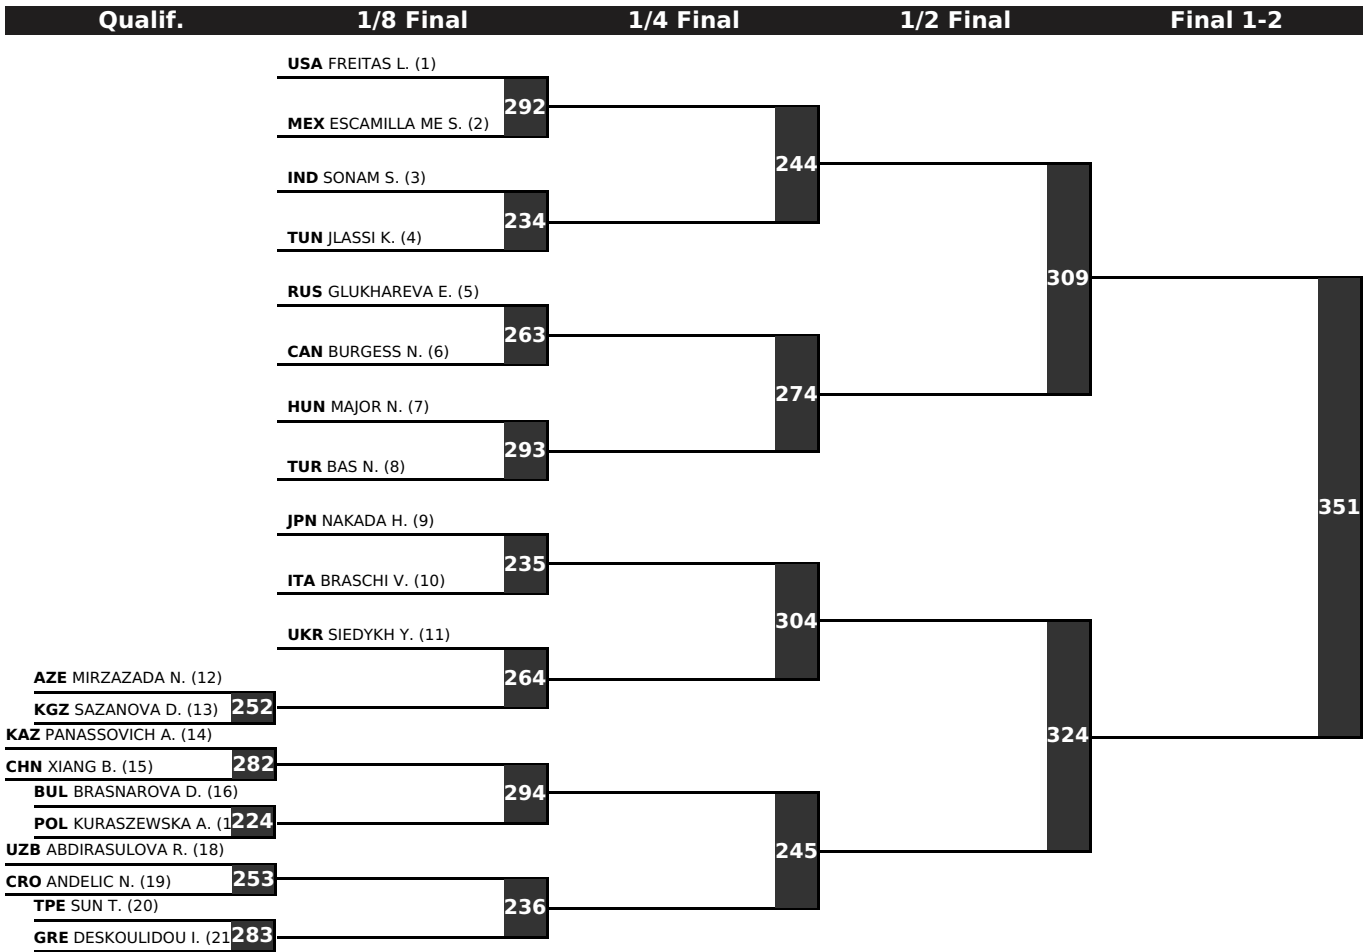 Qualif. 1/8 Final 1/4 Final 1/2 Final Final 1-2
USA FREITAS L. (1)
292
MEX ESCAMILLA ME S. (2)
244
IND SONAM S. (3)
234
TUN JLASSI K. (4)
309
RUS GLUKHAREVA E. (5)
263
CAN BURGESS N. (6)
274
HUN MAJOR N. (7)
293
TUR BAS N. (8)
351
JPN NAKADA H. (9)
235
ITA BRASCHI V. (10)
304
UKR SIEDYKH Y. (11)
264
AZE MIRZAZADA N. (12)
252
KGZ SAZANOVA D. (13)
KAZ PANASSOVICH A. (14)
324
282
CHN XIANG B. (15)
BUL BRASNAROVA D. (16)
294
POL KURASZEWSKA A. (1
224
UZB ABDIRASULOVA R. (18)
245
253
CRO ANDELIC N. (19)
TPE SUN T. (20)
236
GRE DESKOULIDOU I. (21
283